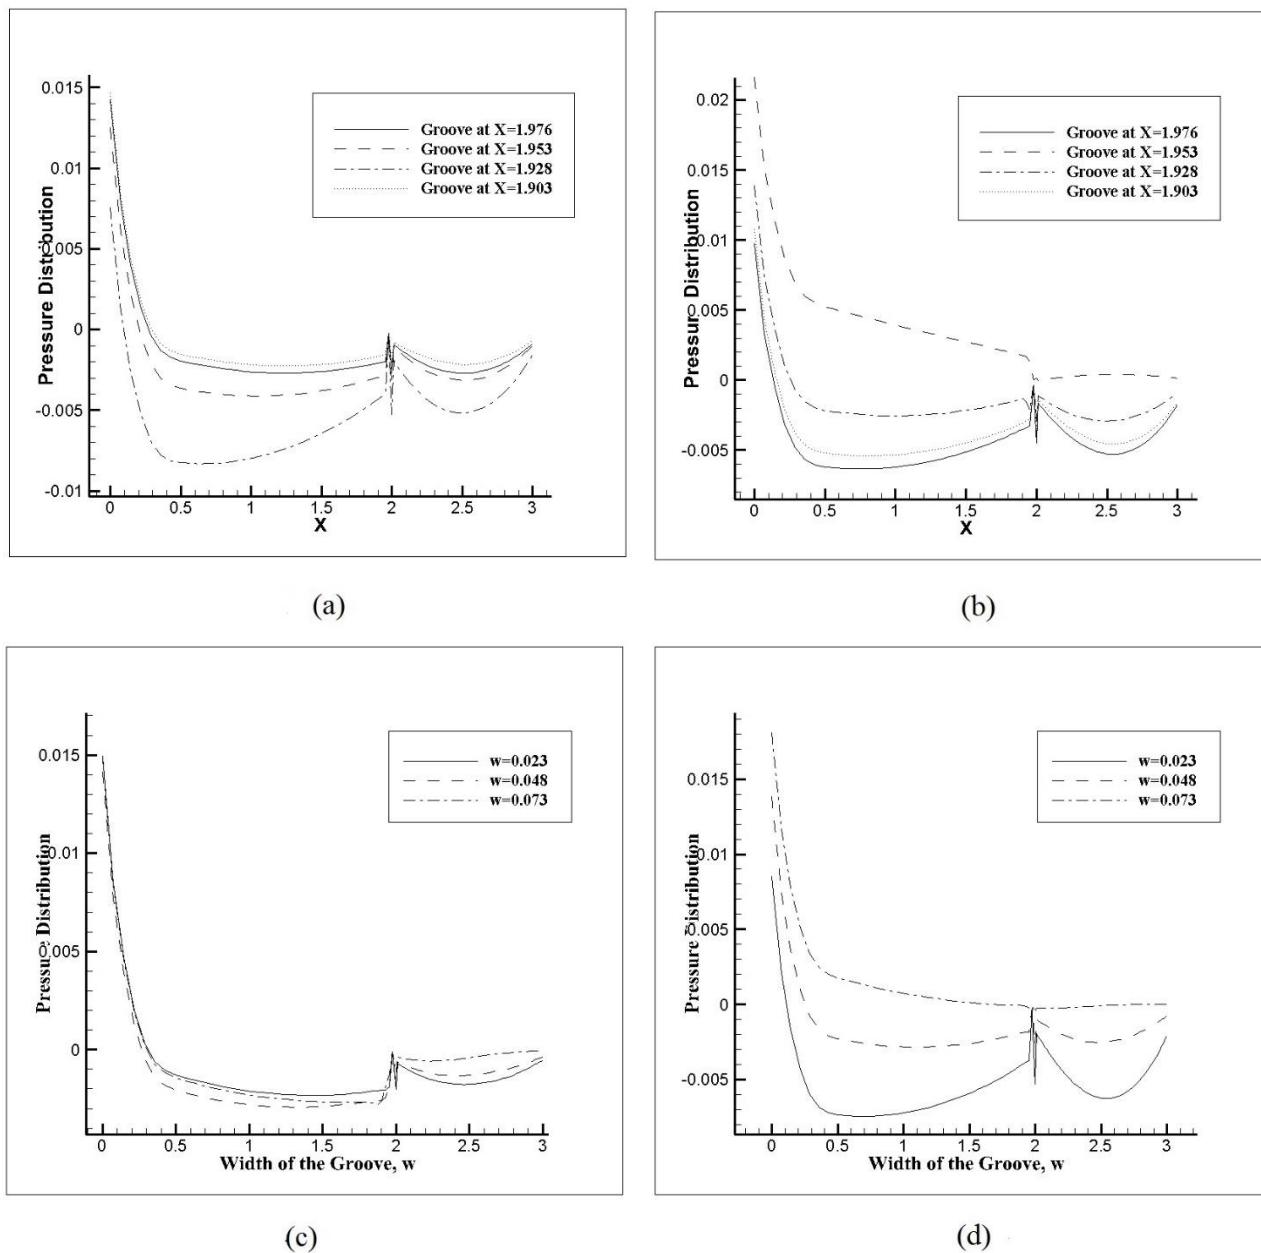 0.015
0.01
0.005
0
-0.005
-0.01
Pressure Distribution
Groove at X=1.976
Groove at X=1.953
Groove at X=1.928
Groove at X=1.903
0 0.5 1 1.5 2 2.5 3
X
(a)
0.02
0.015
0.01
0.005
0
-0.005
Pressure Distribution
Groove at X=1.976
Groove at X=1.953
Groove at X=1.928
Groove at X=1.903
0 0.5 1 1.5 2 2.5 3
X
(b)
0.015
0.01
0.005
0
Pressure Distribution
w=0.023
w=0.048
w=0.073
0 0.5 1 1.5 2 2.5 3
Width of the Groove, w
(c)
0.015
0.01
0.005
0
-0.005
Pressure Distribution
w=0.023
w=0.048
w=0.073
0 0.5 1 1.5 2 2.5 3
Width of the Groove, w
(d)